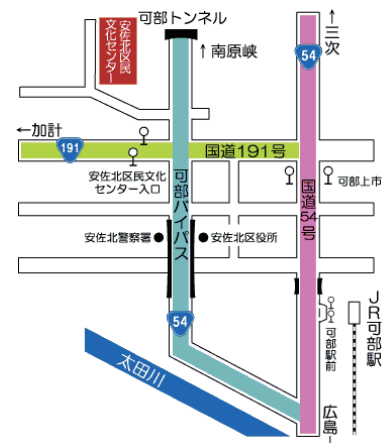 安佐北区民
文化センター
可部トンネル
↑南原峡
↑三次
54
←加計
191
国道191号
安佐北区民文化
センター入口
可部バイパス
国道54号
可部上市
安佐北警察署
安佐北区役所
54
太田川
可部駅前
JR可部駅
広島